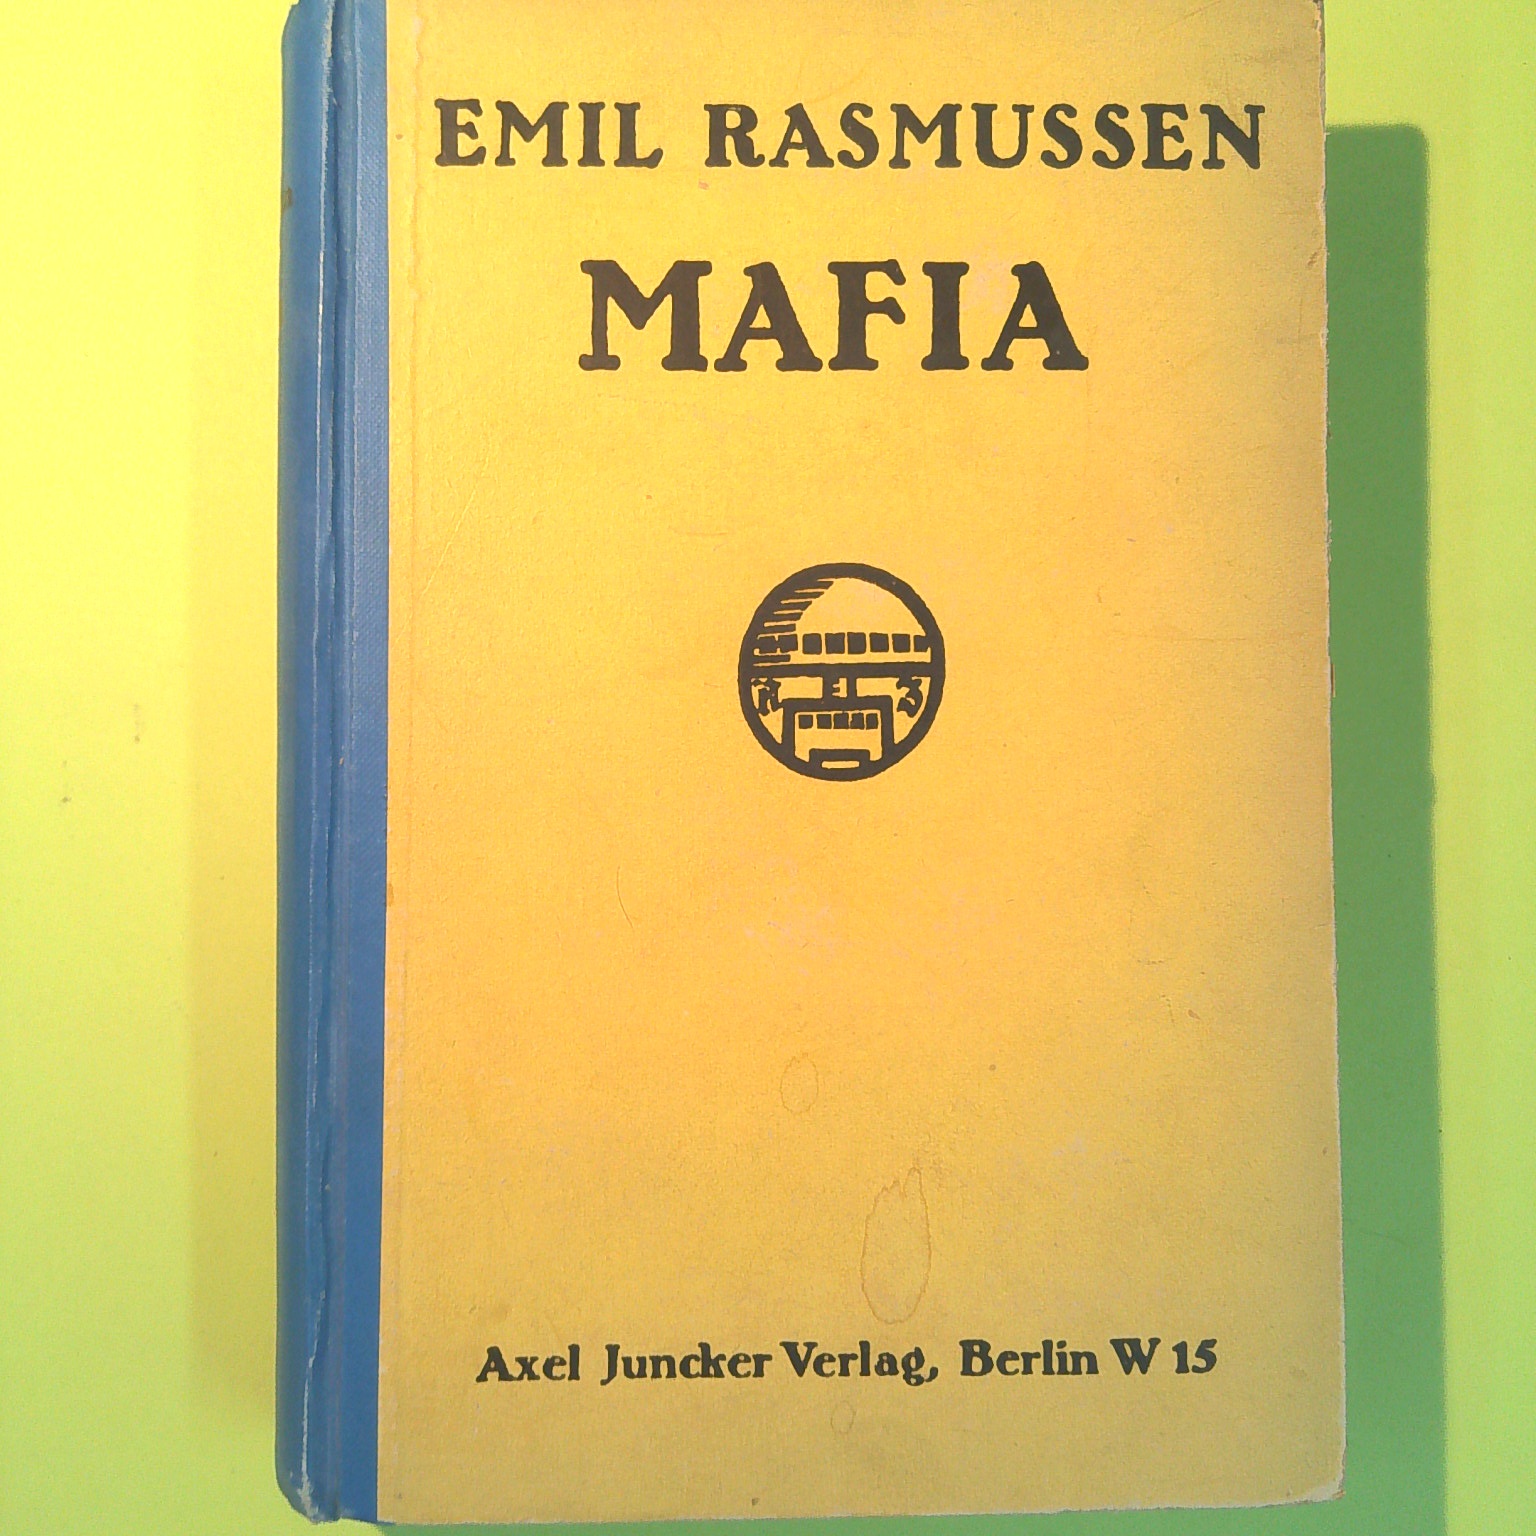 EMIL RASMUSSEN
MAFIA
Axel Juncker Verlag, Berlin W 15